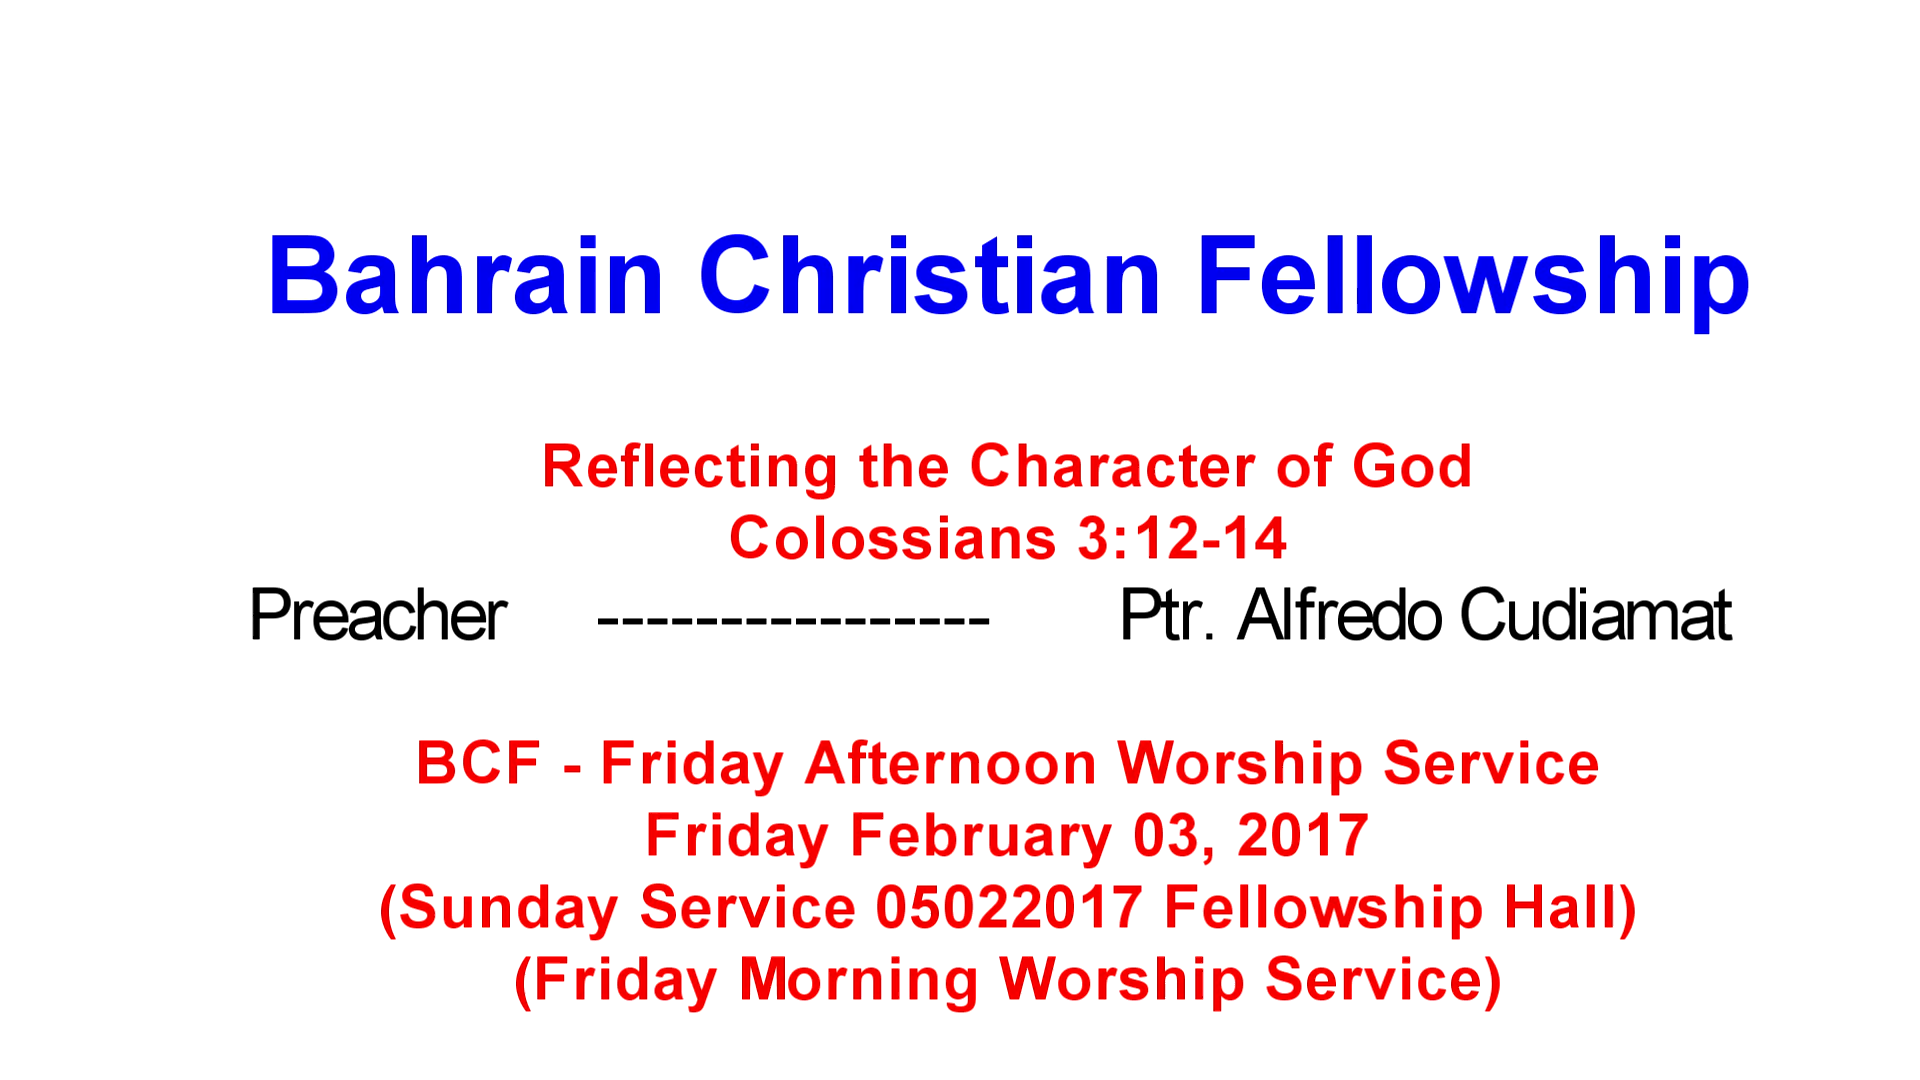 Bahrain Christian Fellowship
Reflecting the Character of God
Colossians 3:12-14
Preacher ---------------- Ptr. Alfredo Cudiamat
BCF - Friday Afternoon Worship Service
Friday February 03, 2017
(Sunday Service 05022017 Fellowship Hall)
(Friday Morning Worship Service)